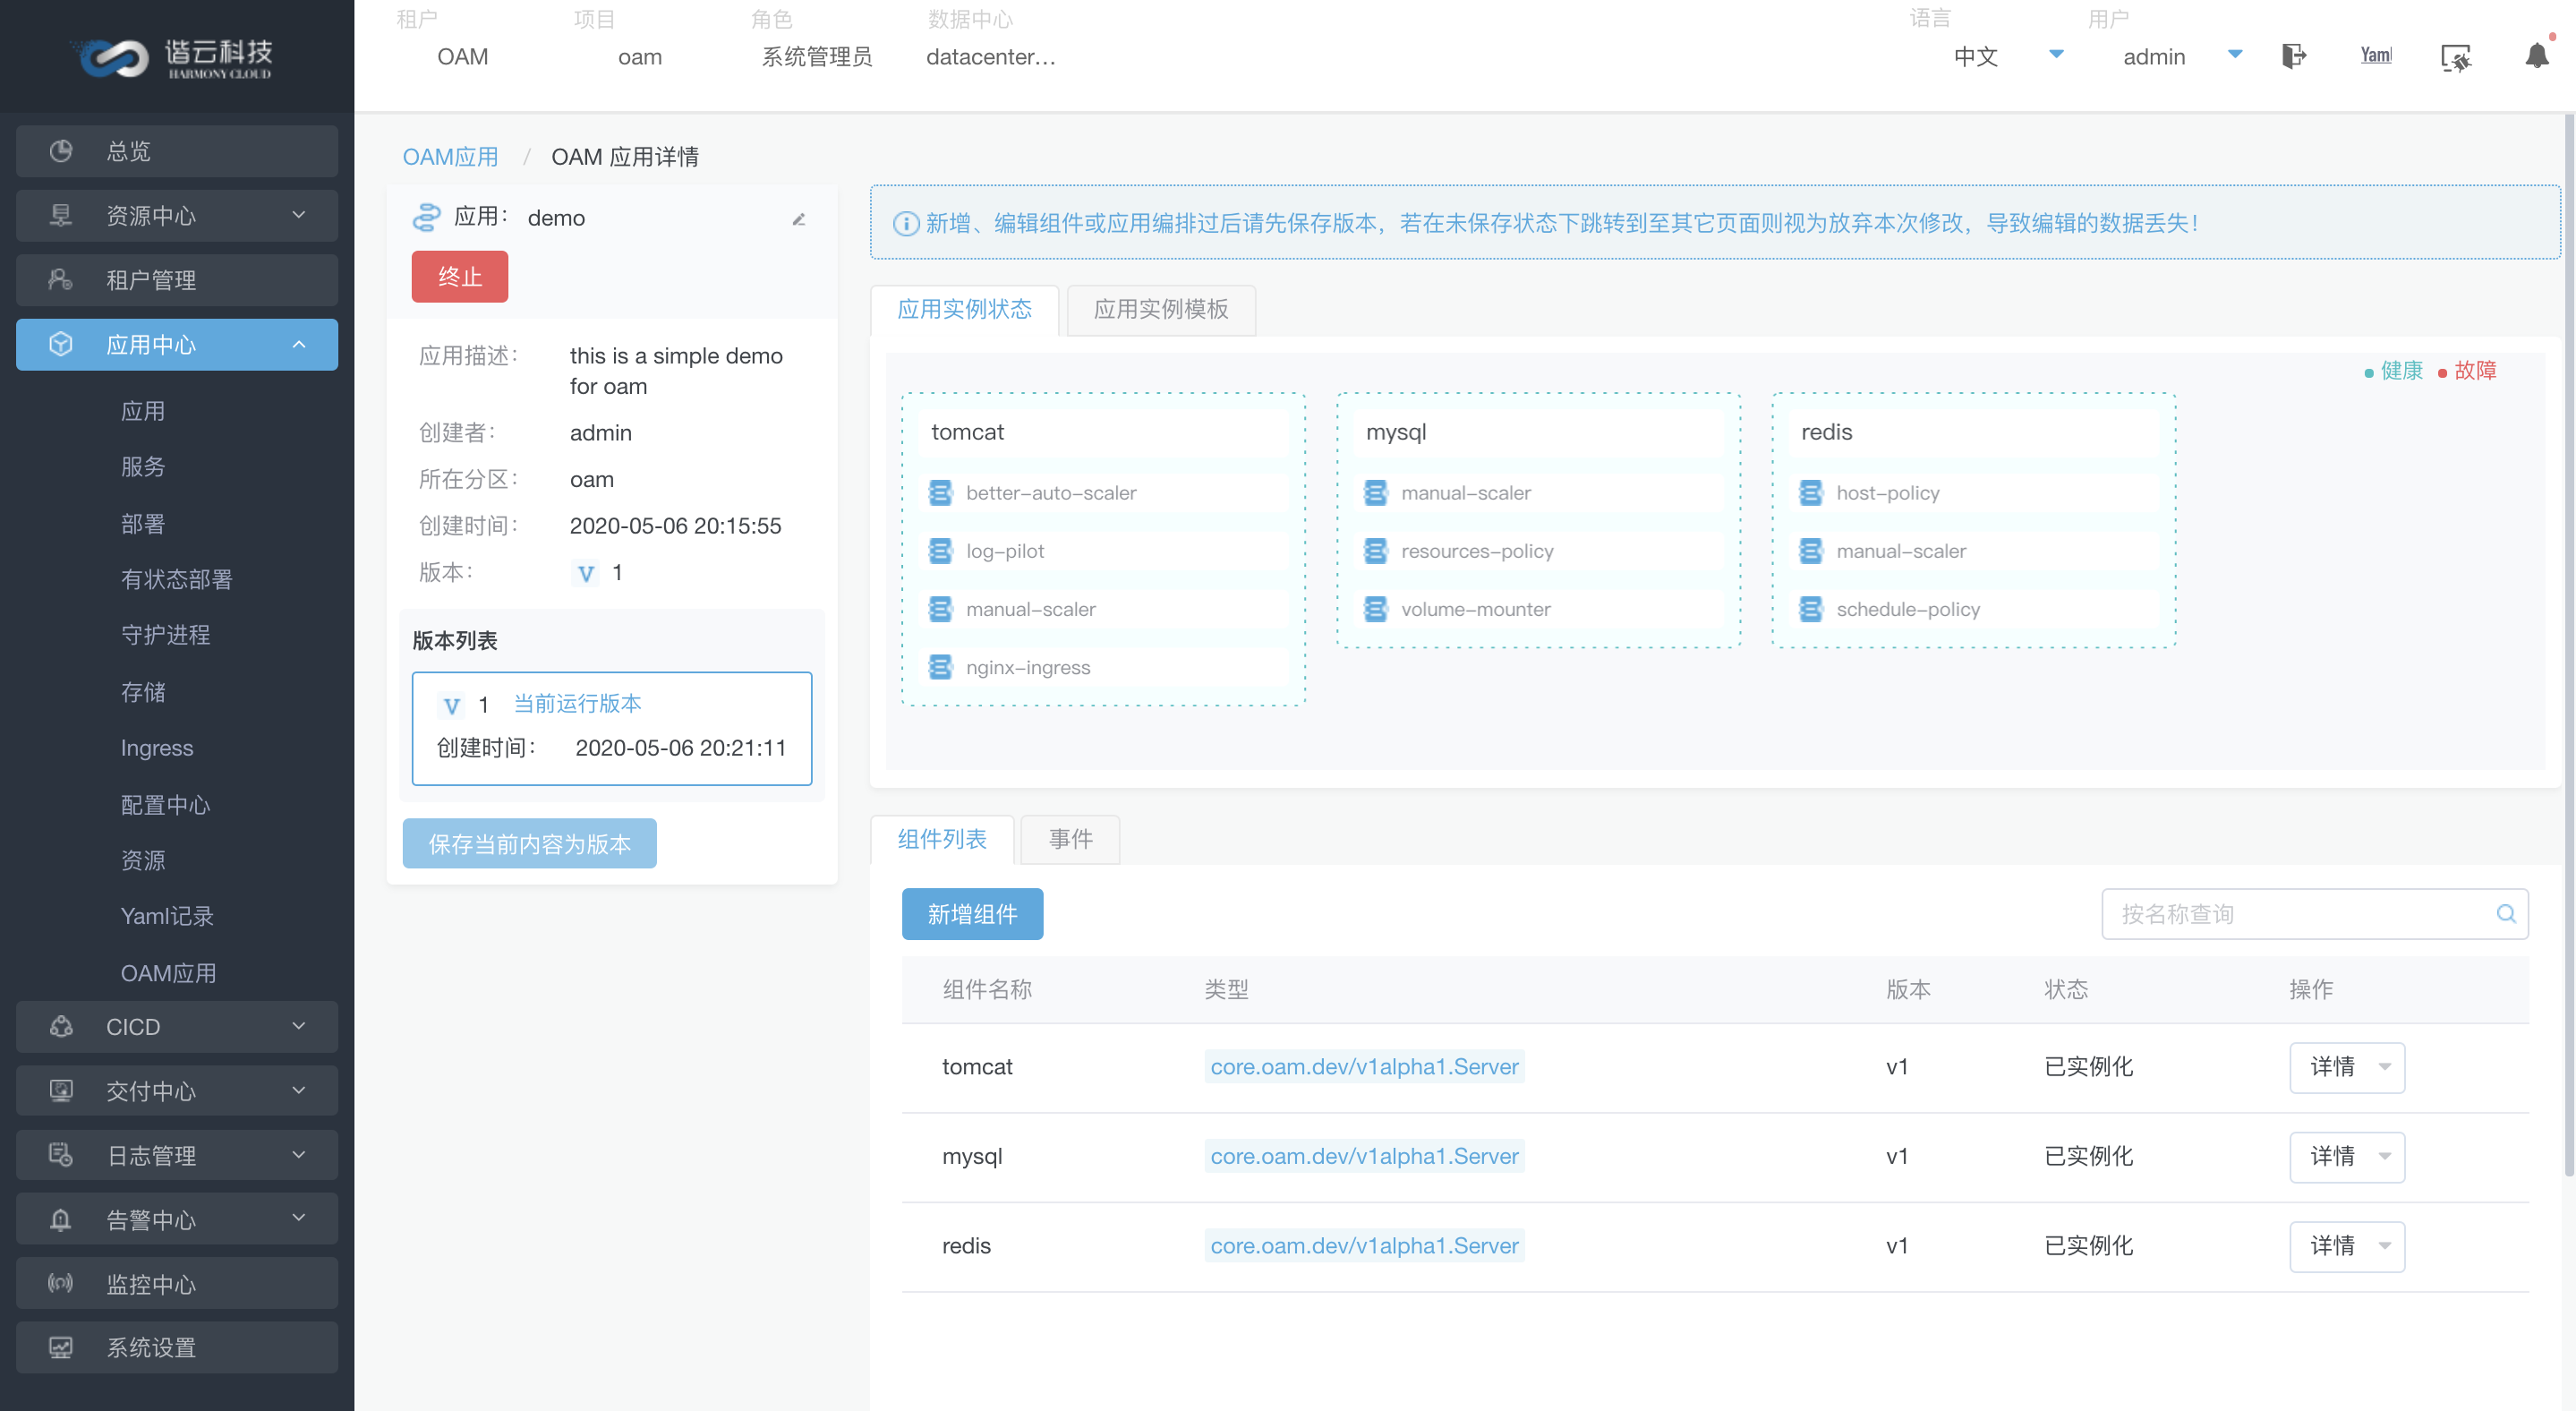 谐云科技
HARMONY CLOUD
租户 项目 角色 数据中心 语言 用户
OAM oam 系统管理员 datacenter... 中文 admin Yaml
总览
资源中心
租户管理
应用中心
应用
服务
部署
有状态部署
守护进程
存储
Ingress
配置中心
资源
Yaml记录
OAM应用
CICD
交付中心
日志管理
告警中心
监控中心
系统设置
OAM应用 / OAM 应用详情
应用: demo
终止
应用描述: this is a simple demo
for oam
创建者: admin
所在分区: oam
创建时间: 2020-05-06 20:15:55
版本: V 1
版本列表
V 1 当前运行版本
创建时间: 2020-05-06 20:21:11
保存当前内容为版本
新增、编辑组件或应用编排过后请先保存版本，若在未保存状态下跳转到至其它页面则视为放弃本次修改，导致编辑的数据丢失!
应用实例状态 应用实例模板
健康 故障
tomcat
better-auto-scaler
log-pilot
manual-scaler
nginx-ingress
mysql
manual-scaler
resources-policy
volume-mounter
redis
host-policy
manual-scaler
schedule-policy
组件列表 事件
新增组件 按名称查询
组件名称 类型 版本 状态 操作
tomcat core.oam.dev/v1alpha1.Server v1 已实例化 详情
mysql core.oam.dev/v1alpha1.Server v1 已实例化 详情
redis core.oam.dev/v1alpha1.Server v1 已实例化 详情